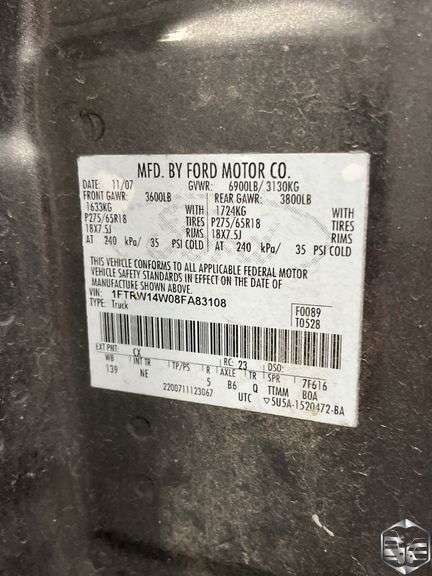 MFD. BY FORD MOTOR CO.
DATE: 11/07 GVWR: 6900LB/ 3130KG
FRONT GAWR: 3600LB REAR GAWR: 3800LB
1633KG WITH 1724KG WITH
P275/65R18 TIRES P275/65R18 TIRES
18X7.5J RIMS 18X7.5J RIMS
AT 240 kPa/ 35 PSI COLD AT 240 kPa/ 35 PSI COLD
THIS VEHICLE CONFORMS TO ALL APPLICABLE FEDERAL MOTOR
VEHICLE SAFETY STANDARDS IN EFFECT ON THE DATE OF
MANUFACTURE SHOWN ABOVE.
VIN: 1FTRW14W08FA83108
TYPE: Truck
F0089
T0528
EXT PNT: CX RC: 23 DSO:
WB INT TR TP/PS R AXLE TR SPR 7F616
139 NE 5 B6 Q TTMM BOA
2200711123067 UTC ▽5U5A-1520472-BA